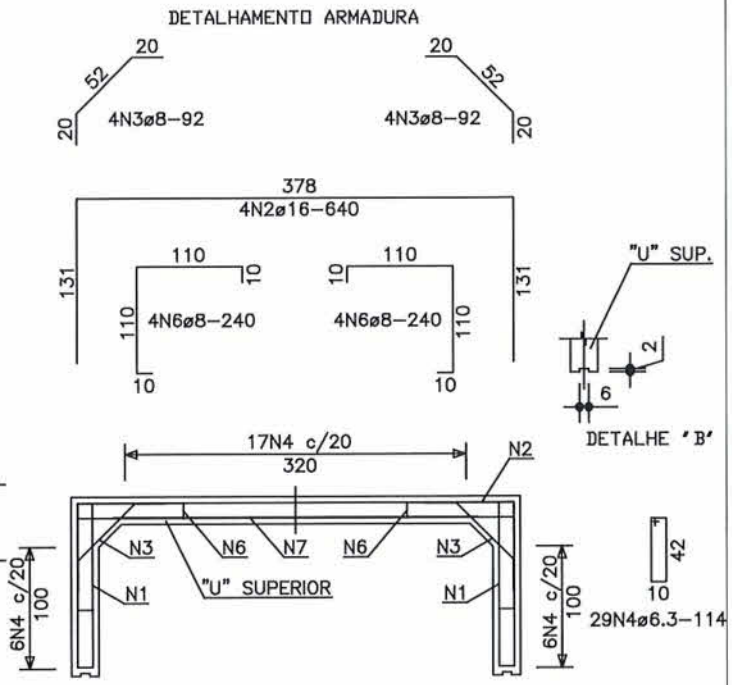 DETALHAMENTO ARMADURA
20
20
52
52
20
4N3ø8-92
4N3ø8-92
20
378
4N2ø16-640
131
131
110
110
10
10
110
4N6ø8-240
4N6ø8-240
110
10
10
"U" SUP.
2
6
DETALHE 'B'
17N4 c/20
320
N2
N3
N6
N7
N6
N3
6N4 c/20
100
N1
"U" SUPERIOR
N1
6N4 c/20
100
42
10
29N4ø6.3-114